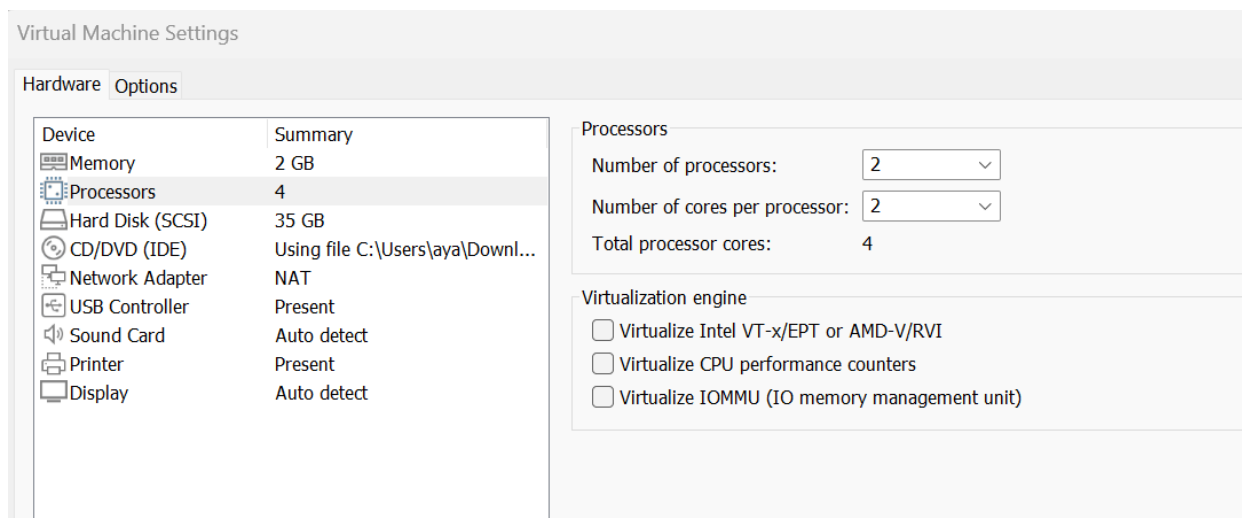 Virtual Machine Settings
Hardware Options
Device Summary
Memory 2 GB
Processors 4
Hard Disk (SCSI) 35 GB
CD/DVD (IDE) Using file C:\Users\aya\Downl...
Network Adapter NAT
USB Controller Present
Sound Card Auto detect
Printer Present
Display Auto detect
Processors
Number of processors: 2
Number of cores per processor: 2
Total processor cores: 4
Virtualization engine
Virtualize Intel VT-x/EPT or AMD-V/RVI
Virtualize CPU performance counters
Virtualize IOMMU (IO memory management unit)